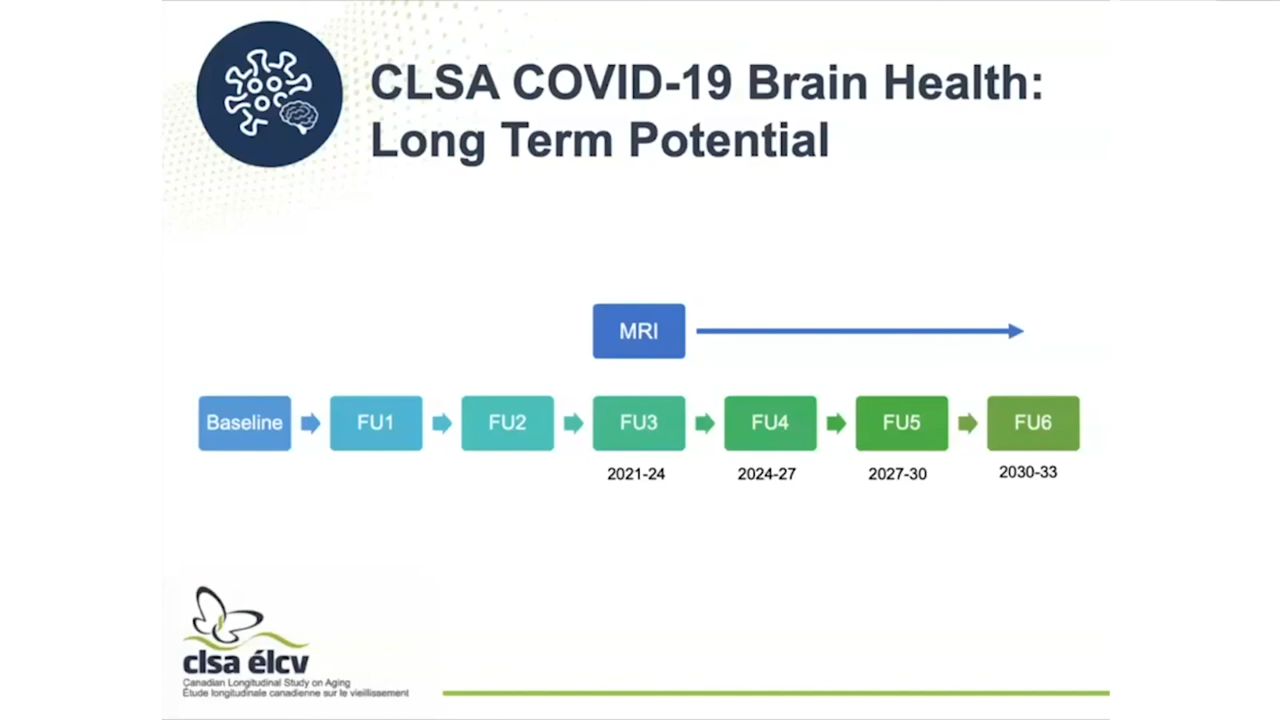 CLSA COVID-19 Brain Health:
Long Term Potential
MRI
Baseline
FU1
FU2
FU3
FU4
FU5
FU6
2021-24
2024-27
2027-30
2030-33
clsa élcv
Canadian Longitudinal Study on Aging
Étude longitudinale canadienne sur le vieillissement